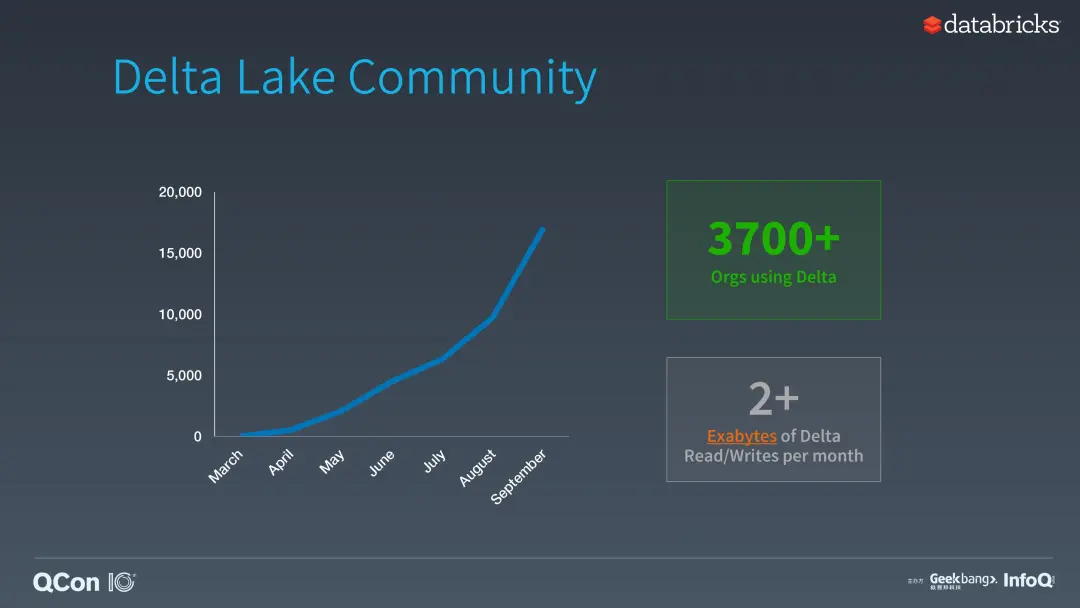 databricks
Delta Lake Community
20,000
15,000
10,000
5,000
0
March
April
May
June
July
August
September
3700+
Orgs using Delta
2+
Exabytes of Delta
Read/Writes per month
QCon 10
主办方
Geekbang>.
极客邦科技
InfoQ